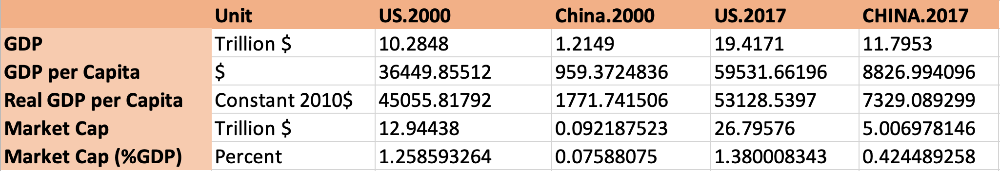 Unit US.2000 China.2000 US.2017 CHINA.2017
GDP Trillion $ 10.2848 1.2149 19.4171 11.7953
GDP per Capita $ 36449.85512 959.3724836 59531.66196 8826.994096
Real GDP per Capita Constant 2010$ 45055.81792 1771.741506 53128.5397 7329.089299
Market Cap Trillion $ 12.94438 0.092187523 26.79576 5.006978146
Market Cap (%GDP) Percent 1.258593264 0.07588075 1.380008343 0.424489258